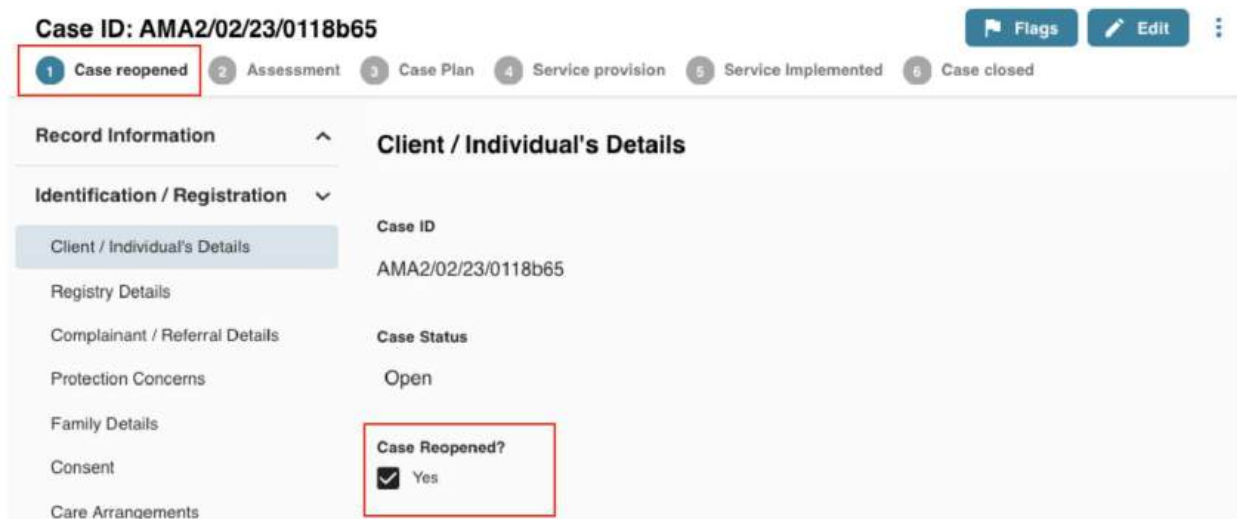 Case ID: AMA2/02/23/0118b65
Flags
Edit
1 Case reopened 2 Assessment 3 Case Plan 4 Service provision 5 Service Implemented 6 Case closed
Record Information
Identification / Registration
Client / Individual's Details
Registry Details
Complainant / Referral Details
Protection Concerns
Family Details
Consent
Care Arrangements
Client / Individual's Details
Case ID
AMA2/02/23/0118b65
Case Status
Open
Case Reopened?
Yes